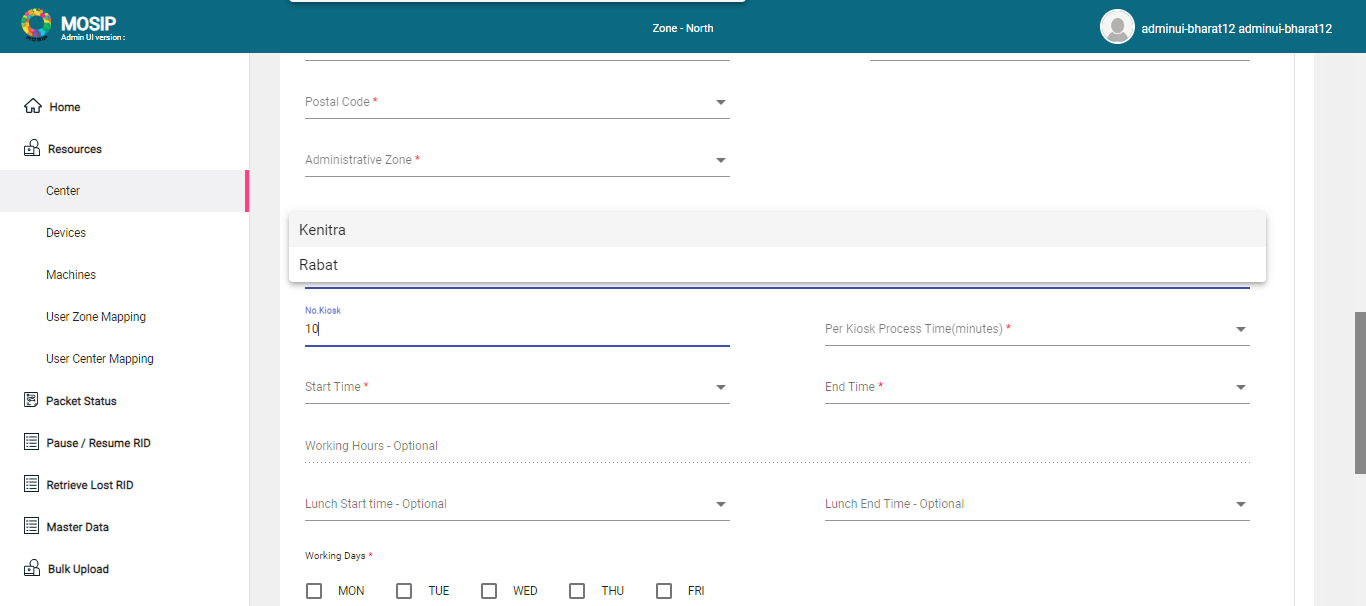 MOSIP
Admin UI version :
Zone - North
adminui-bharat12 adminui-bharat12
Home
Resources
Center
Devices
Machines
User Zone Mapping
User Center Mapping
Packet Status
Pause / Resume RID
Retrieve Lost RID
Master Data
Bulk Upload
Postal Code *
Administrative Zone *
Kenitra
Rabat
No.Kiosk
10
Per Kiosk Process Time(minutes) *
Start Time *
End Time *
Working Hours - Optional
Lunch Start time - Optional
Lunch End Time - Optional
Working Days *
MON TUE WED THU FRI